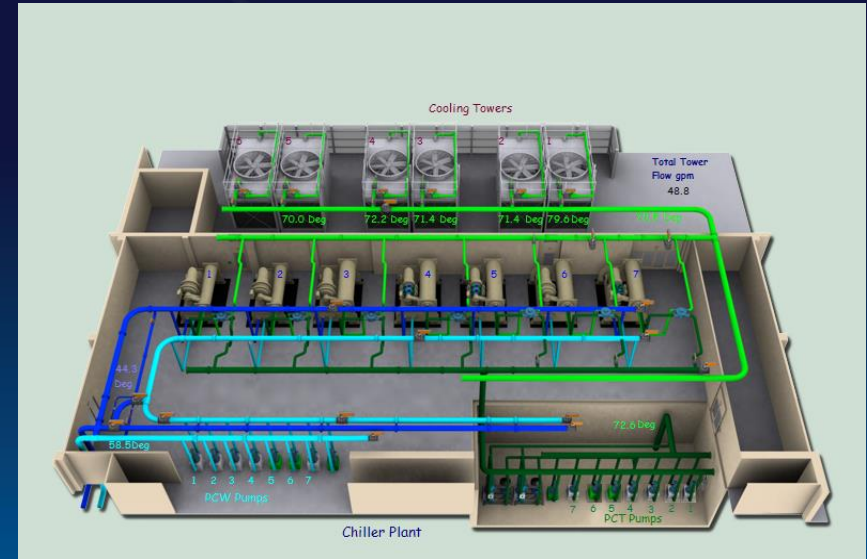 Cooling Towers
6 5 4 3 2 1
Total Tower
Flow gpm
48.8
70.0 Deg 72.2 Deg 71.4 Deg 71.4 Deg 79.6 Deg
1 2 3 4 5 6 7
44.3
Deg
72.6 Deg
58.5Deg
1 2 3 4 5 6 7
PCW Pumps
7 6 5 4 3 2 1
PCT Pumps
Chiller Plant